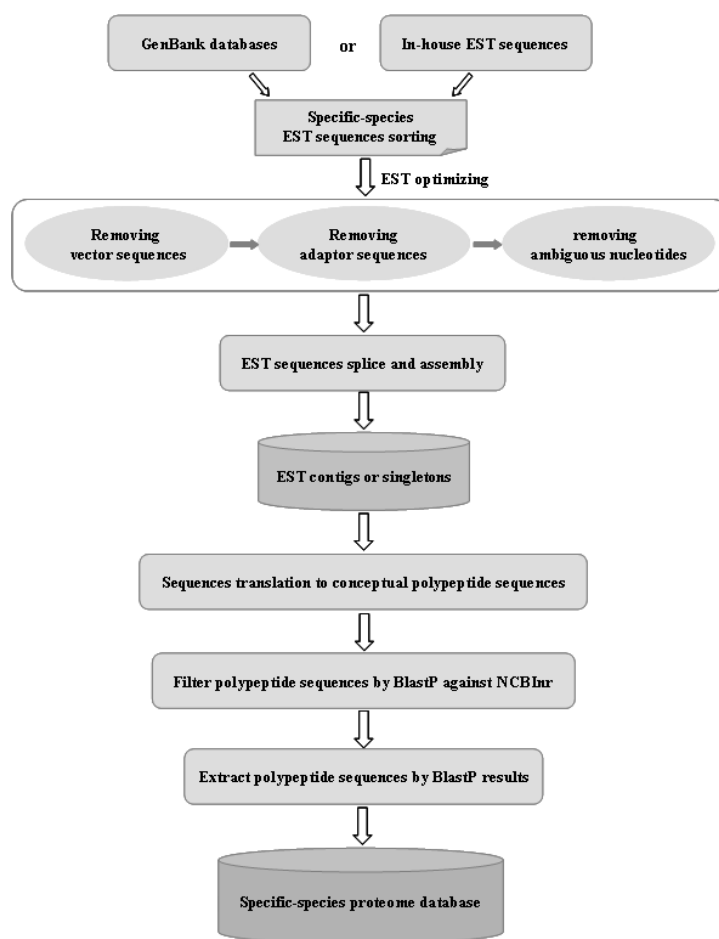 GenBank databases
or
In-house EST sequences
Specific-species
EST sequences sorting
EST optimizing
Removing
vector sequences
Removing
adaptor sequences
removing
ambiguous nucleotides
EST sequences splice and assembly
EST contigs or singletons
Sequences translation to conceptual polypeptide sequences
Filter polypeptide sequences by BlastP against NCBInr
Extract polypeptide sequences by BlastP results
Specific-species proteome database